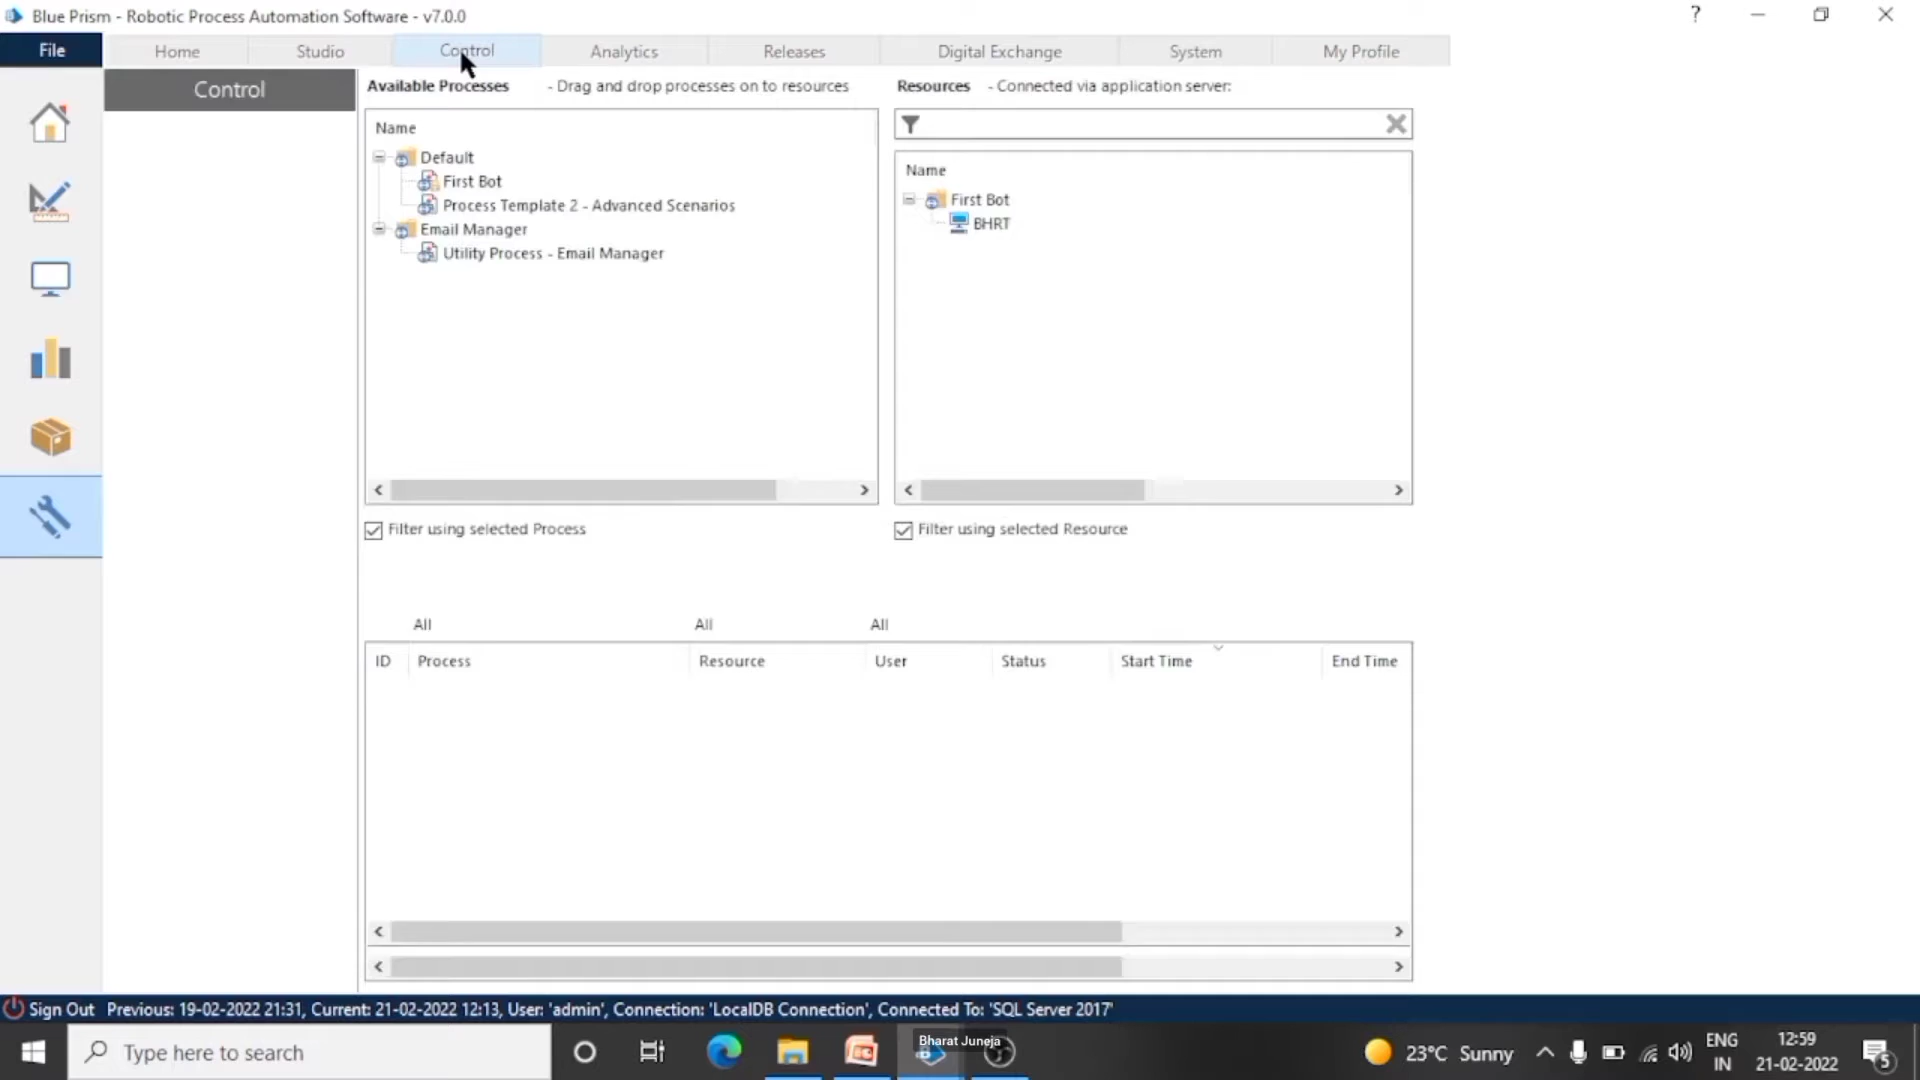 Blue Prism - Robotic Process Automation Software - v7.0.0
?
File
Home
Studio
Control
Analytics
Releases
Digital Exchange
System
My Profile
Control
Available Processes - Drag and drop processes on to resources
Resources - Connected via application server:
Name
Default
First Bot
Process Template 2 - Advanced Scenarios
Email Manager
Utility Process - Email Manager
Name
First Bot
BHRT
Filter using selected Process
Filter using selected Resource
All All All
ID Process Resource User Status Start Time End Time
Sign Out Previous: 19-02-2022 21:31, Current: 21-02-2022 12:13, User: 'admin', Connection: 'LocalDB Connection', Connected To: 'SQL Server 2017'
Type here to search
Bharat Juneja
23°C Sunny
ENG
IN
12:59
21-02-2022
5